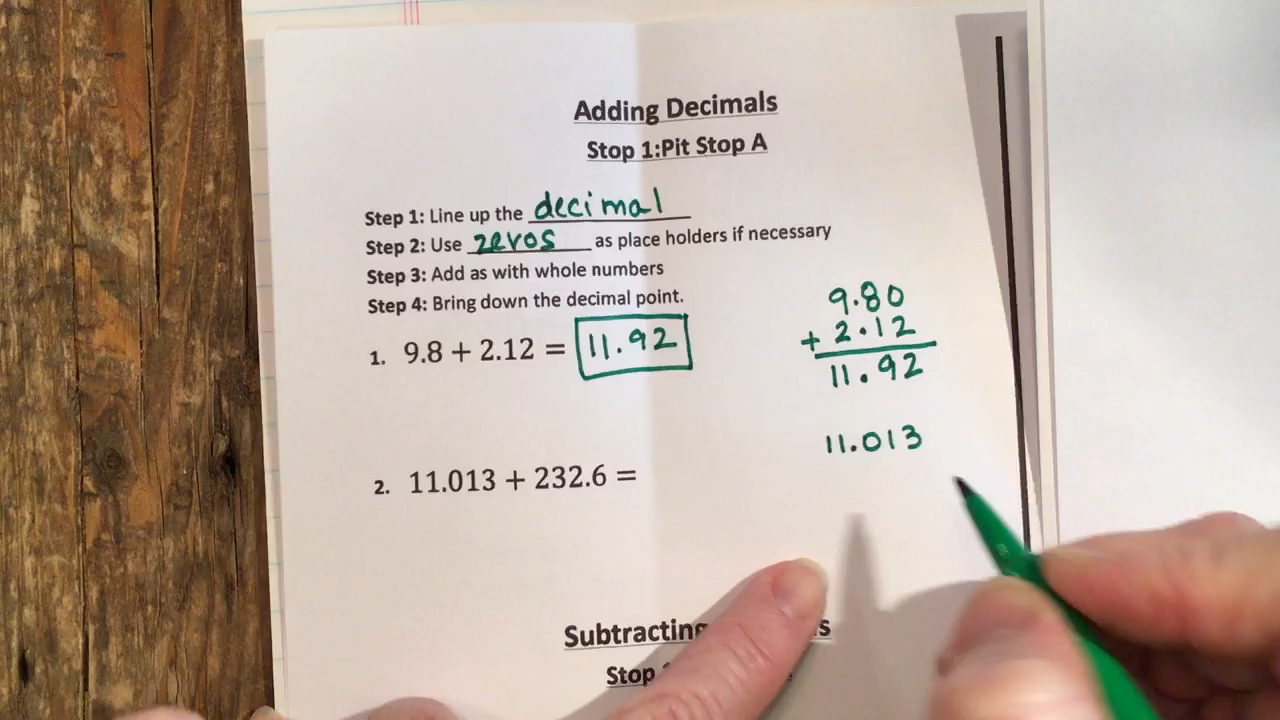 Adding Decimals
Stop 1:Pit Stop A
Step 1: Line up the decimal
Step 2: Use zeros as place holders if necessary
Step 3: Add as with whole numbers
Step 4: Bring down the decimal point.
9.80
+ 2.12
11.92
1. 9.8 + 2.12 = 11.92
11.013
2. 11.013 + 232.6 =
Subtracting
Stop